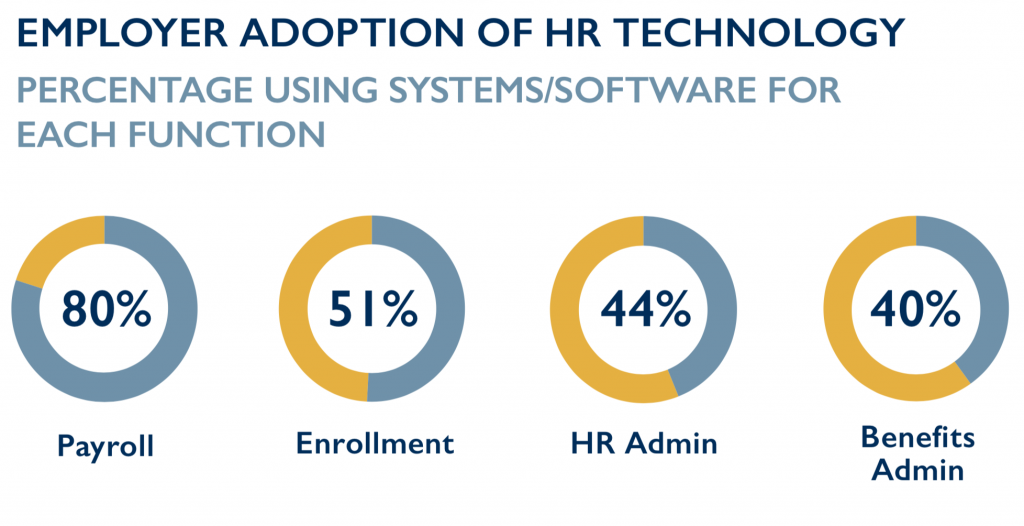 EMPLOYER ADOPTION OF HR TECHNOLOGY
PERCENTAGE USING SYSTEMS/SOFTWARE FOR
EACH FUNCTION
80%
51%
44%
40%
Payroll
Enrollment
HR Admin
Benefits
Admin